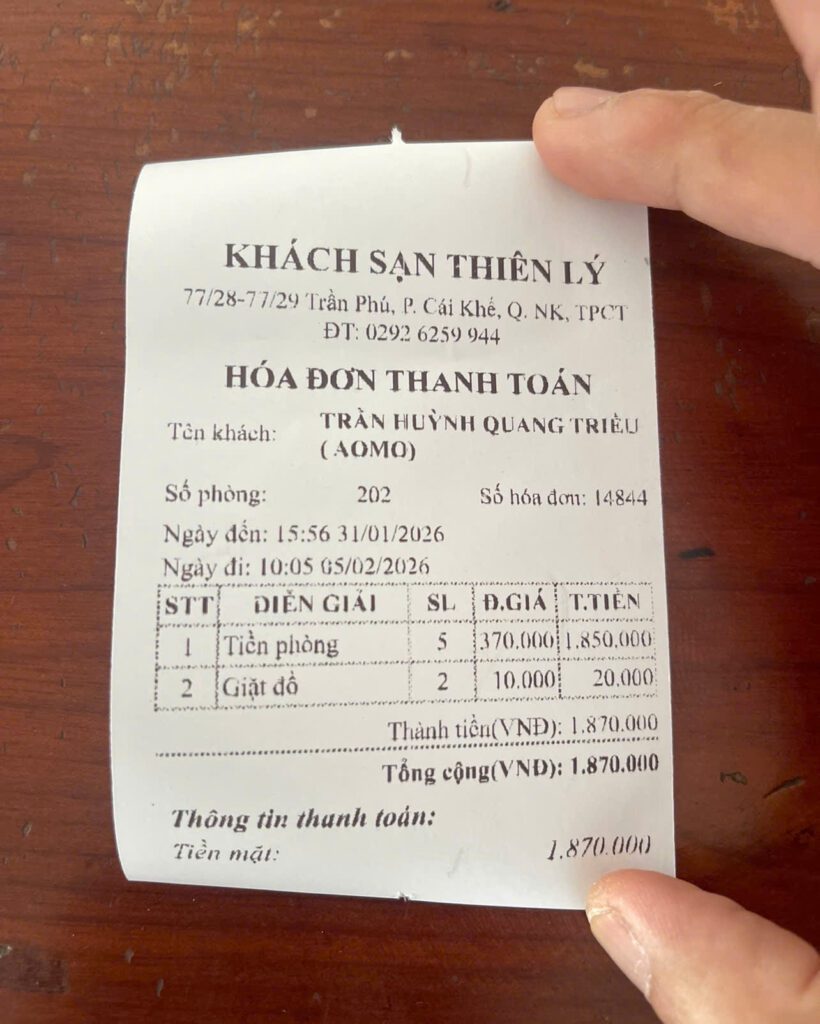 KHÁCH SẠN THIÊN LÝ
77/28-77/29 Trần Phú, P. Cái Khế, Q. NK, TPCT
ĐT: 0292 6259 944
HÓA ĐƠN THANH TOÁN
Tên khách: TRẦN HUỲNH QUANG TRIỀU
(AOMO)
Số phòng: 202 Số hóa đơn: 14844
Ngày đến: 15:56 31/01/2026
Ngày đi: 10:05 05/02/2026
STT DIỄN GIẢI SL Đ.GIÁ T.TIỀN
1 Tiền phòng 5 370.000 1.850.000
2 Giặt đồ 2 10.000 20.000
Thành tiền(VNĐ): 1.870.000
Tổng cộng(VNĐ): 1.870.000
Thông tin thanh toán:
Tiền mặt: 1.870.000